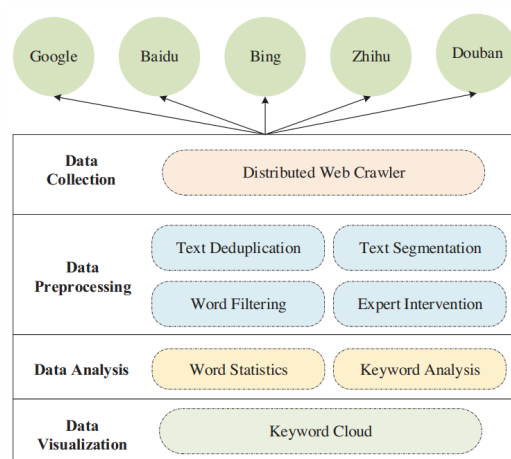 Google
Baidu
Bing
Zhihu
Douban
Data
Collection
Distributed Web Crawler
Data
Preprocessing
Text Deduplication
Text Segmentation
Word Filtering
Expert Intervention
Data Analysis
Word Statistics
Keyword Analysis
Data
Visualization
Keyword Cloud